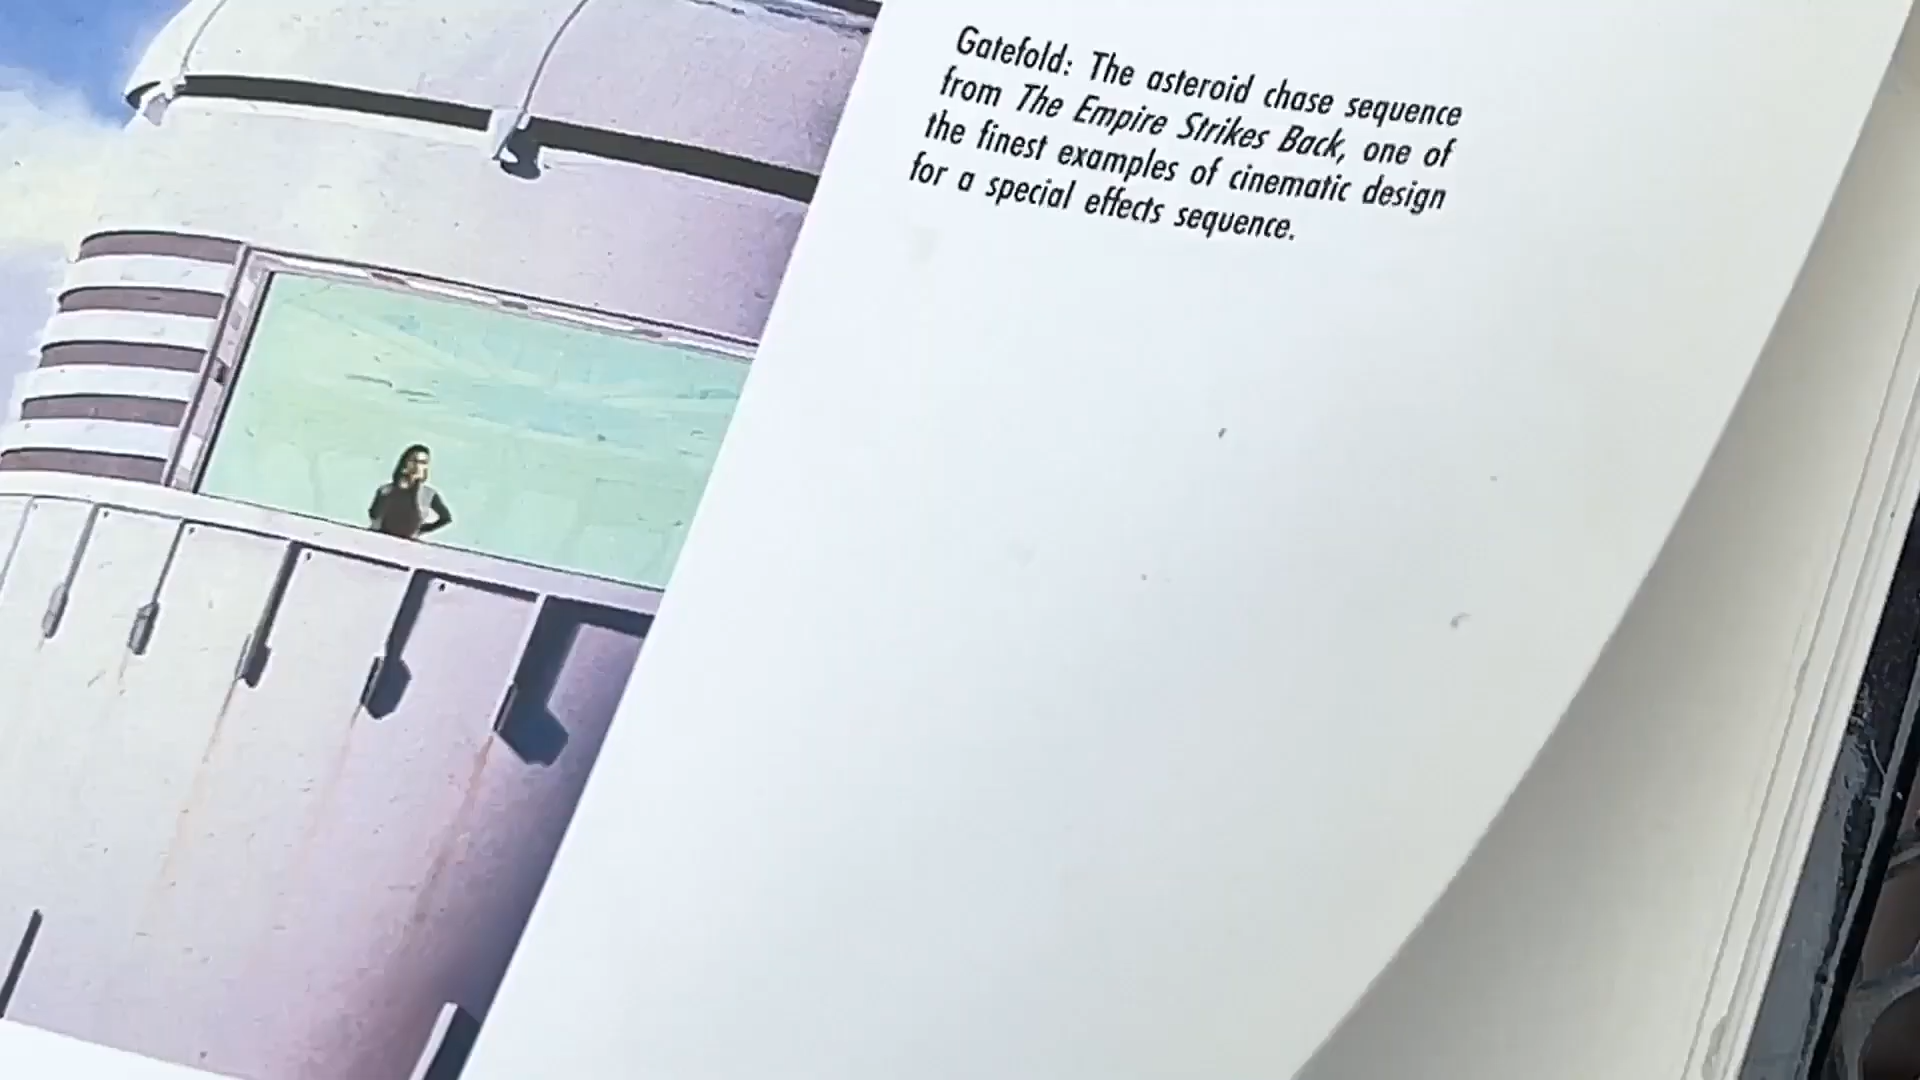 Gatefold: The asteroid chase sequence
from The Empire Strikes Back, one of
the finest examples of cinematic design
for a special effects sequence.